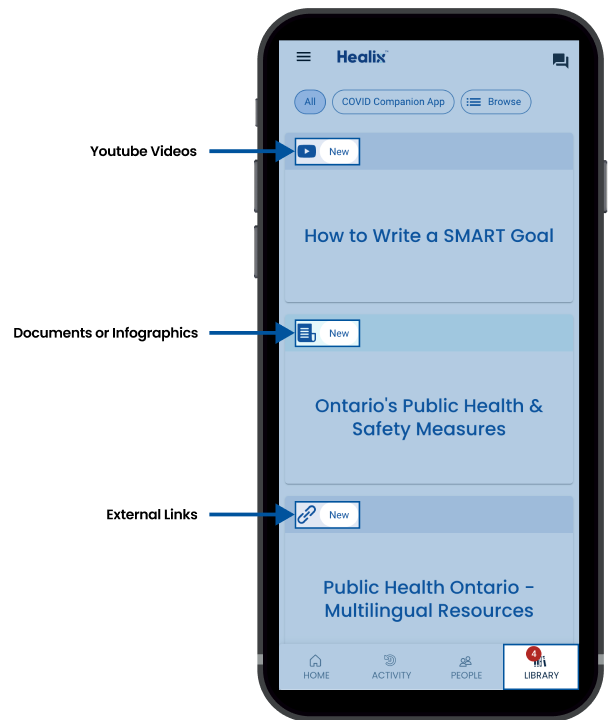 Healix
All
COVID Companion App
Browse
Youtube Videos
New
How to Write a SMART Goal
Documents or Infographics
New
Ontario's Public Health &
Safety Measures
External Links
New
Public Health Ontario -
Multilingual Resources
4
HOME
ACTIVITY
PEOPLE
LIBRARY